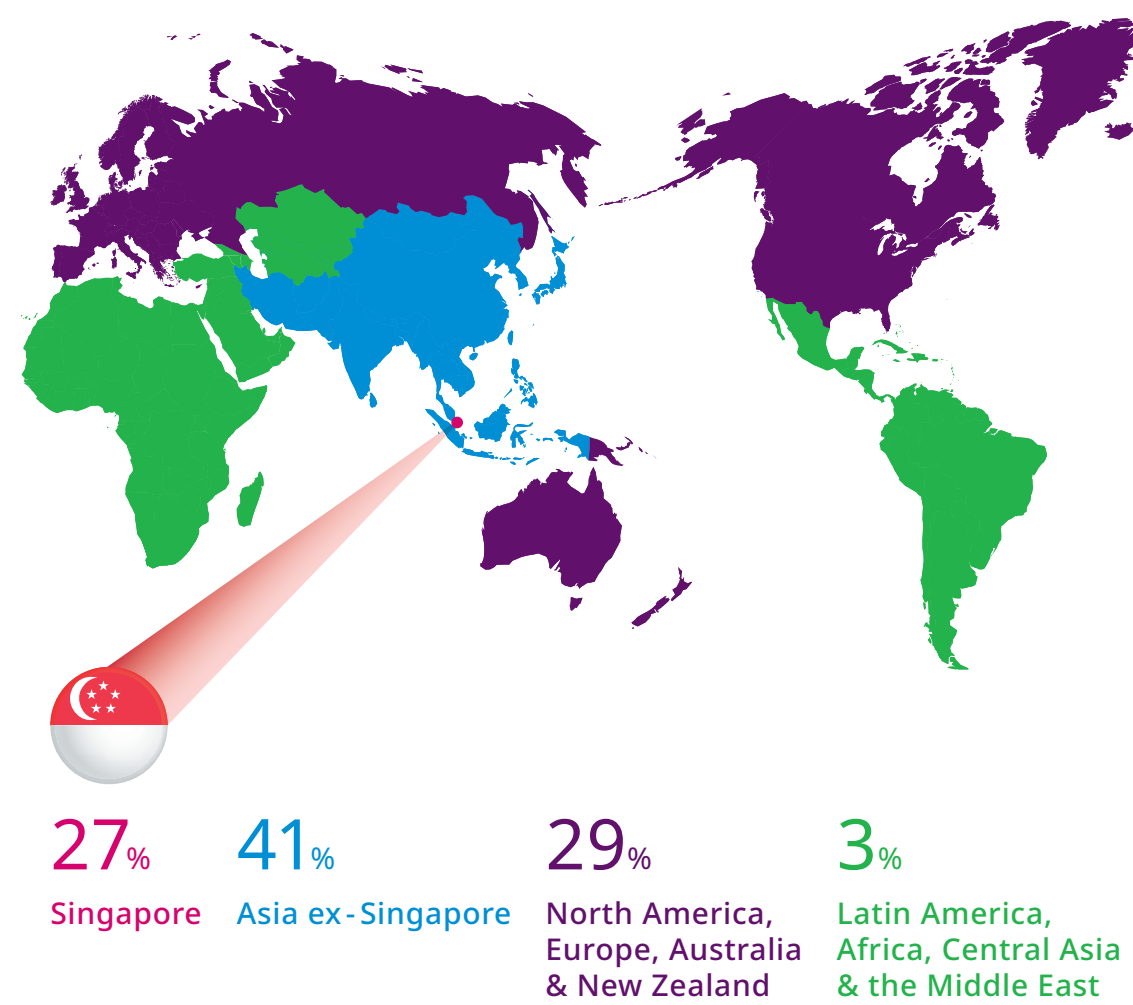 27%
Singapore
41%
Asia ex-Singapore
29%
North America,
Europe, Australia
& New Zealand
3%
Latin America,
Africa, Central Asia
& the Middle East